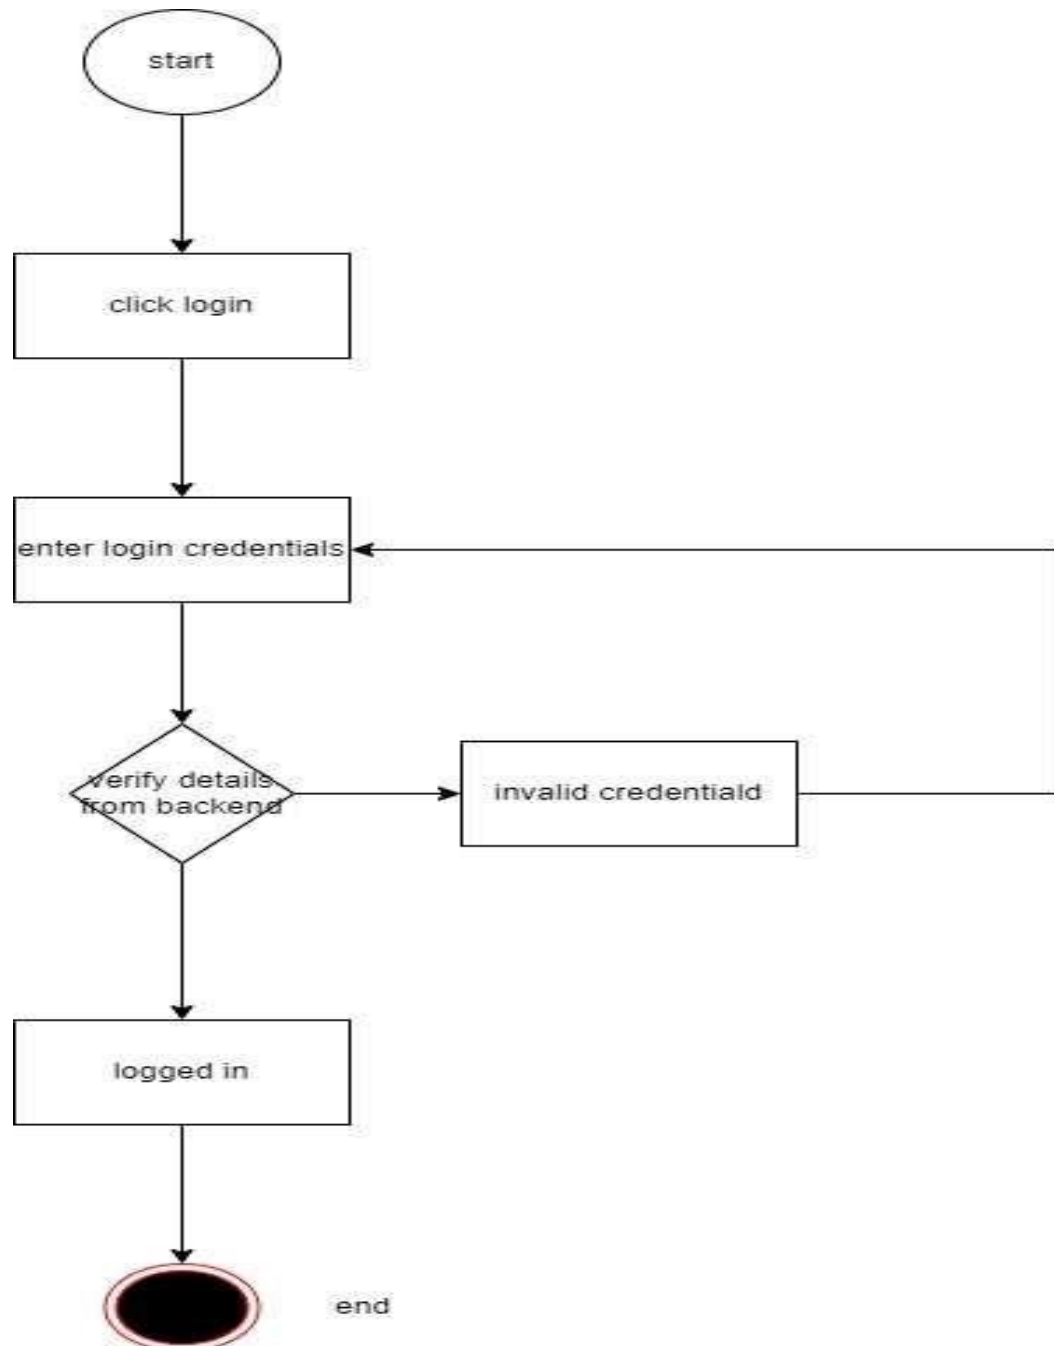 start
click login
enter login credentials
verify details
from backend
invalid credentiald
logged in
end